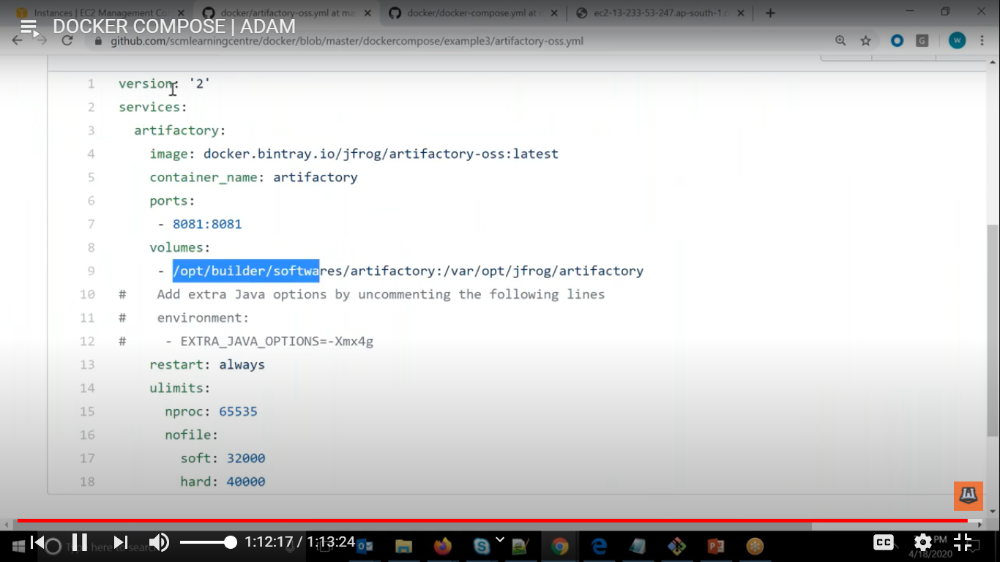 Instances | EC2 Management Co
docker/artifactory-oss.yml at ma
docker/docker-compose.yml at
ec2-13-233-53-247.ap-south-1.c
DOCKER COMPOSE | ADAM
github.com/scmlearningcentre/docker/blob/master/dockercompose/example3/artifactory-oss.yml
G
W
1 version: '2'
2 services:
3 artifactory:
4 image: docker.bintray.io/jfrog/artifactory-oss:latest
5 container_name: artifactory
6 ports:
7 - 8081:8081
8 volumes:
9 - /opt/builder/softwares/artifactory:/var/opt/jfrog/artifactory
10 # Add extra Java options by uncommenting the following lines
11 # environment:
12 # - EXTRA_JAVA_OPTIONS=-Xmx4g
13 restart: always
14 ulimits:
15 nproc: 65535
16 nofile:
17 soft: 32000
18 hard: 40000
Type here to search
1:12:17 / 1:13:24
CC
PM
4/18/2020